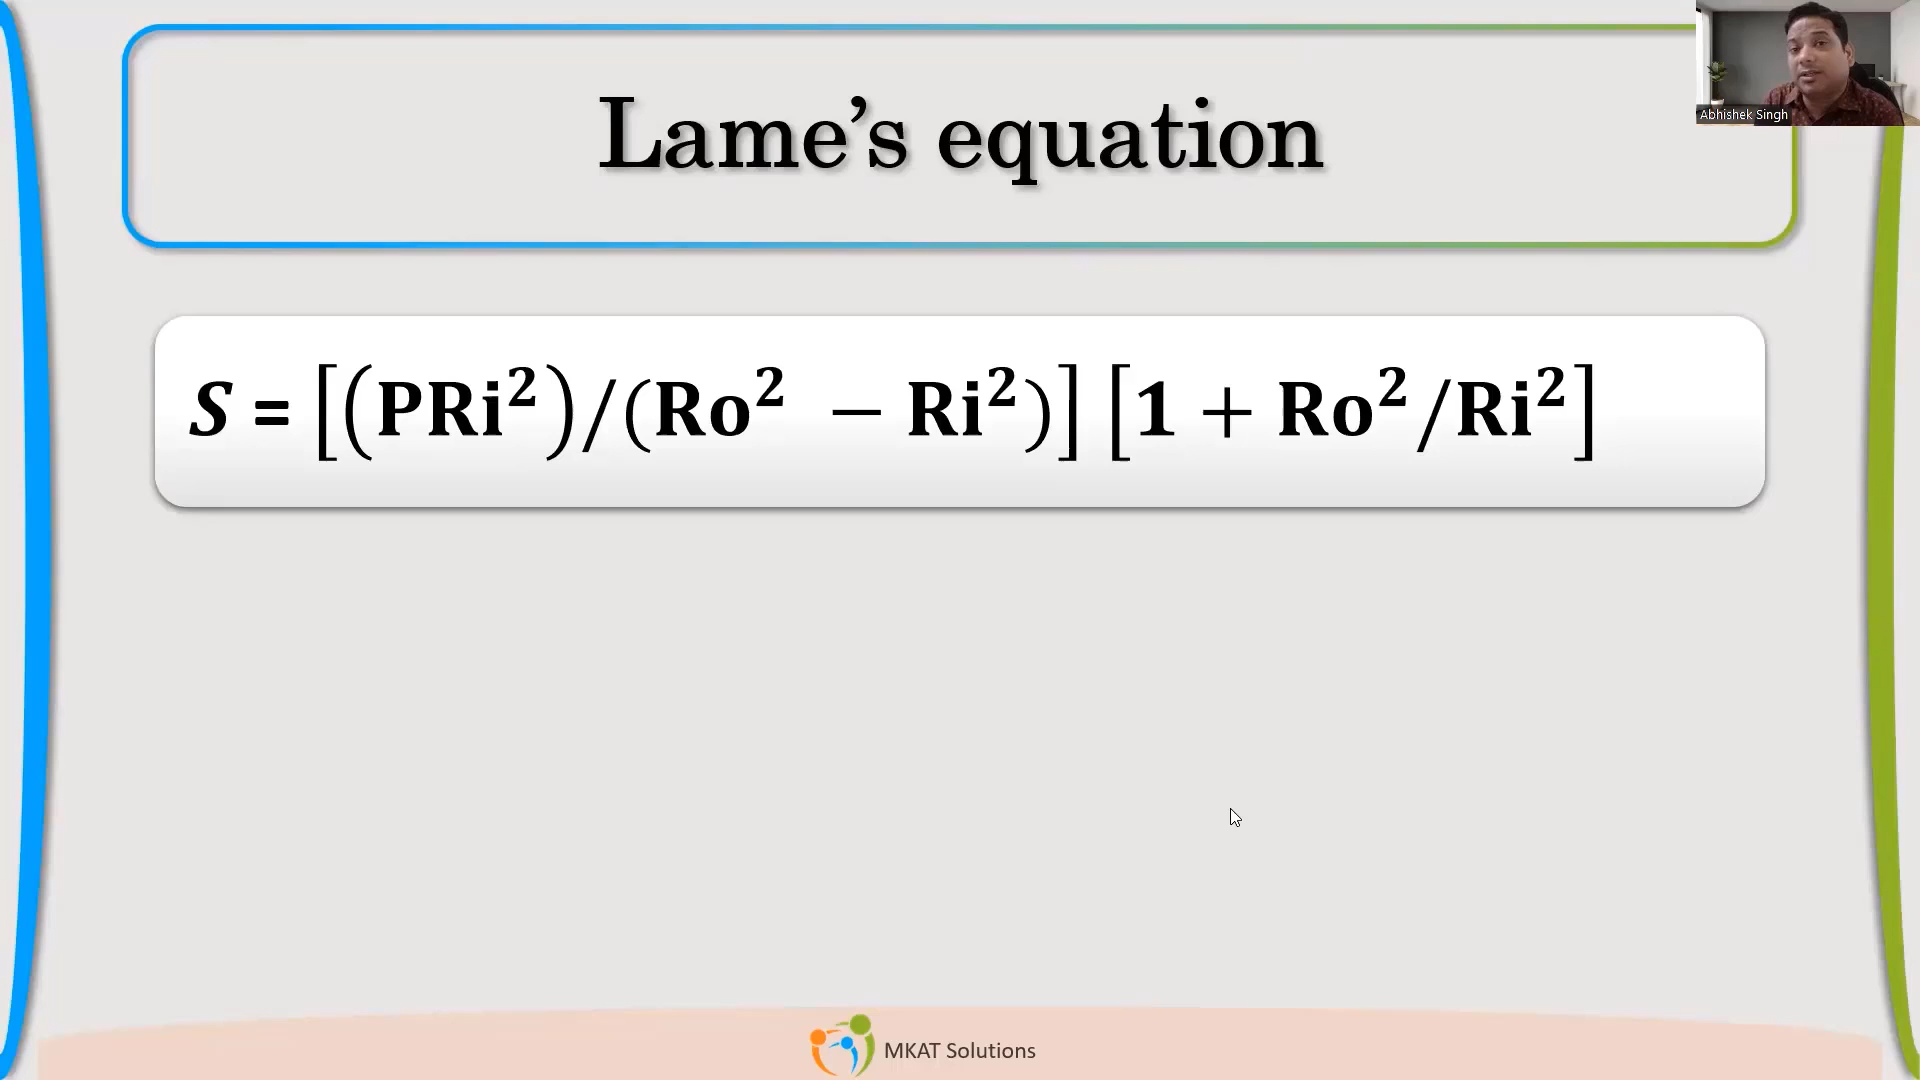 Lame’s equation
Abhishek Singh
S = [(PRi²)/(Ro² − Ri²)] [1 + Ro²/Ri²]
MKAT Solutions